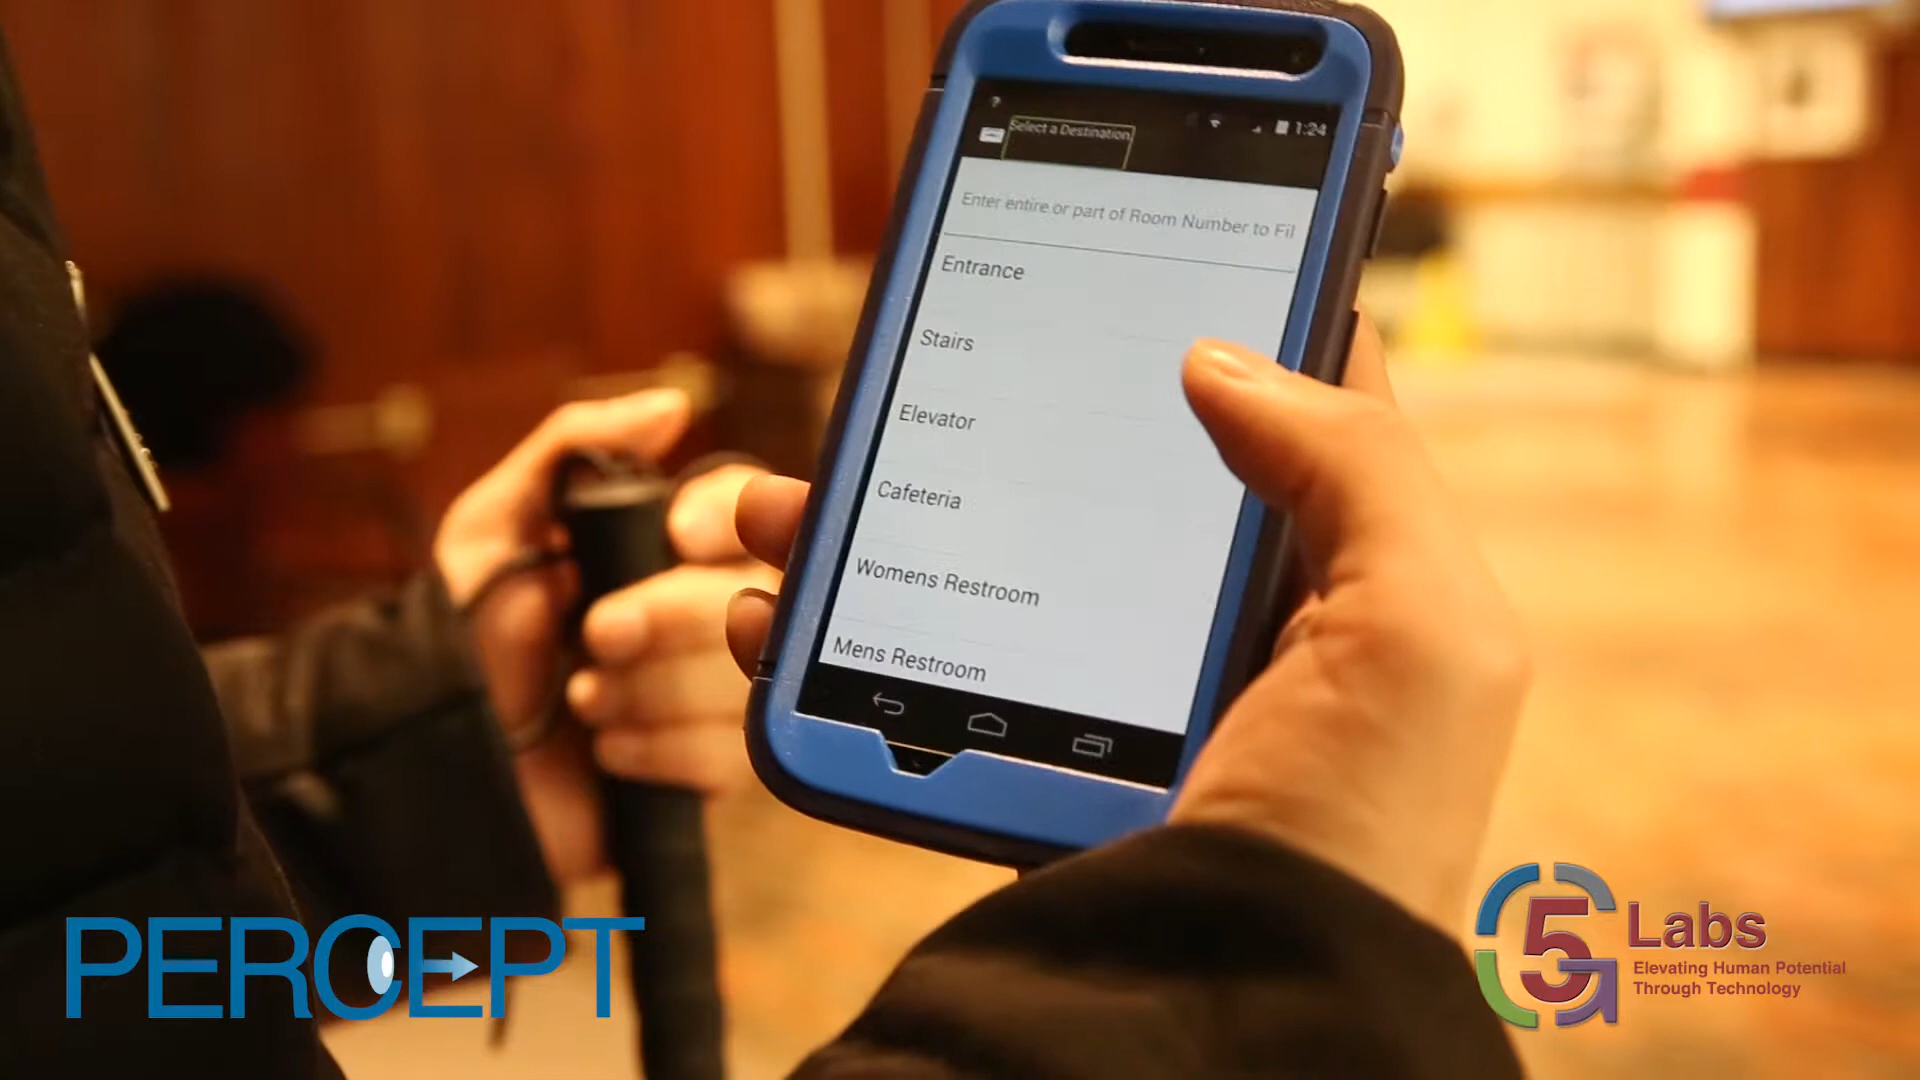 ?
Select a Destination
1:24
Enter entire or part of Room Number to Fil
Entrance
Stairs
Elevator
Cafeteria
Womens Restroom
Mens Restroom
PERCEPT
5G Labs
Elevating Human Potential
Through Technology